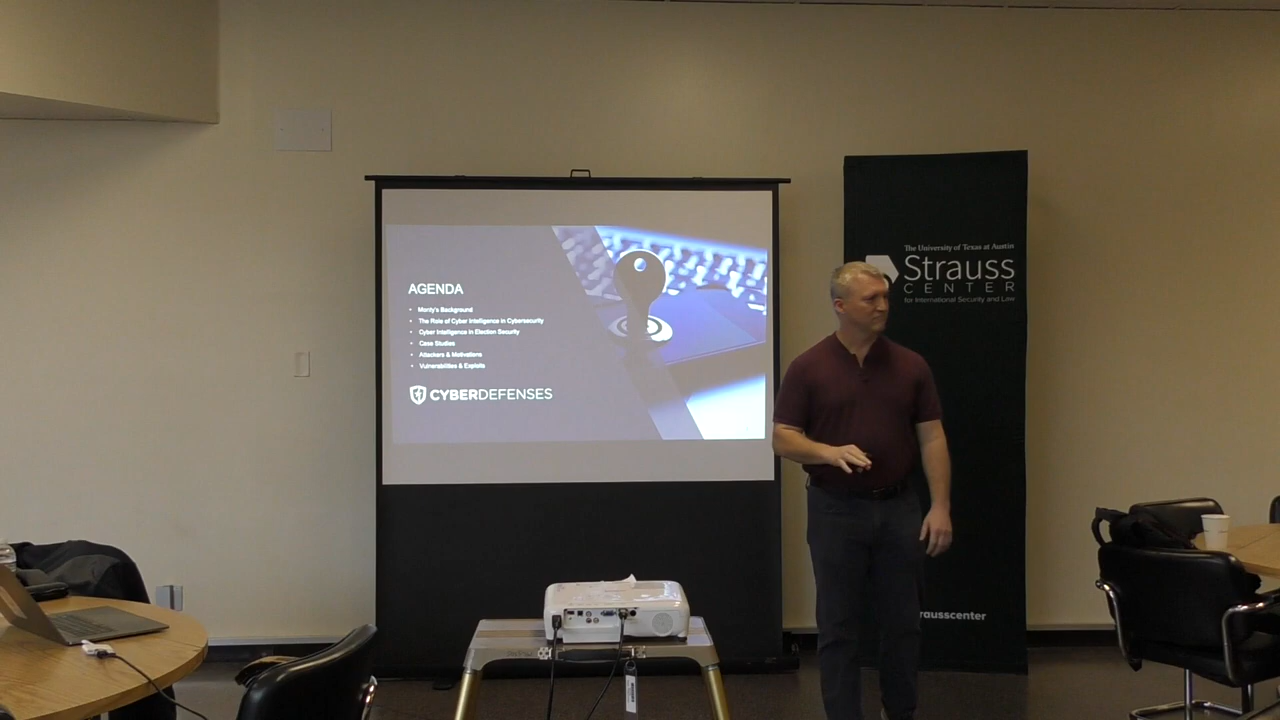 AGENDA
• Monty's Background
• The Role of Cyber Intelligence in Cybersecurity
• Cyber Intelligence in Election Security
• Case Studies
• Attackers & Motivations
• Vulnerabilities & Exploits
CYBERDEFENSES
The University of Texas at Austin
Strauss
CENTER
for International Security and Law
rausscenter